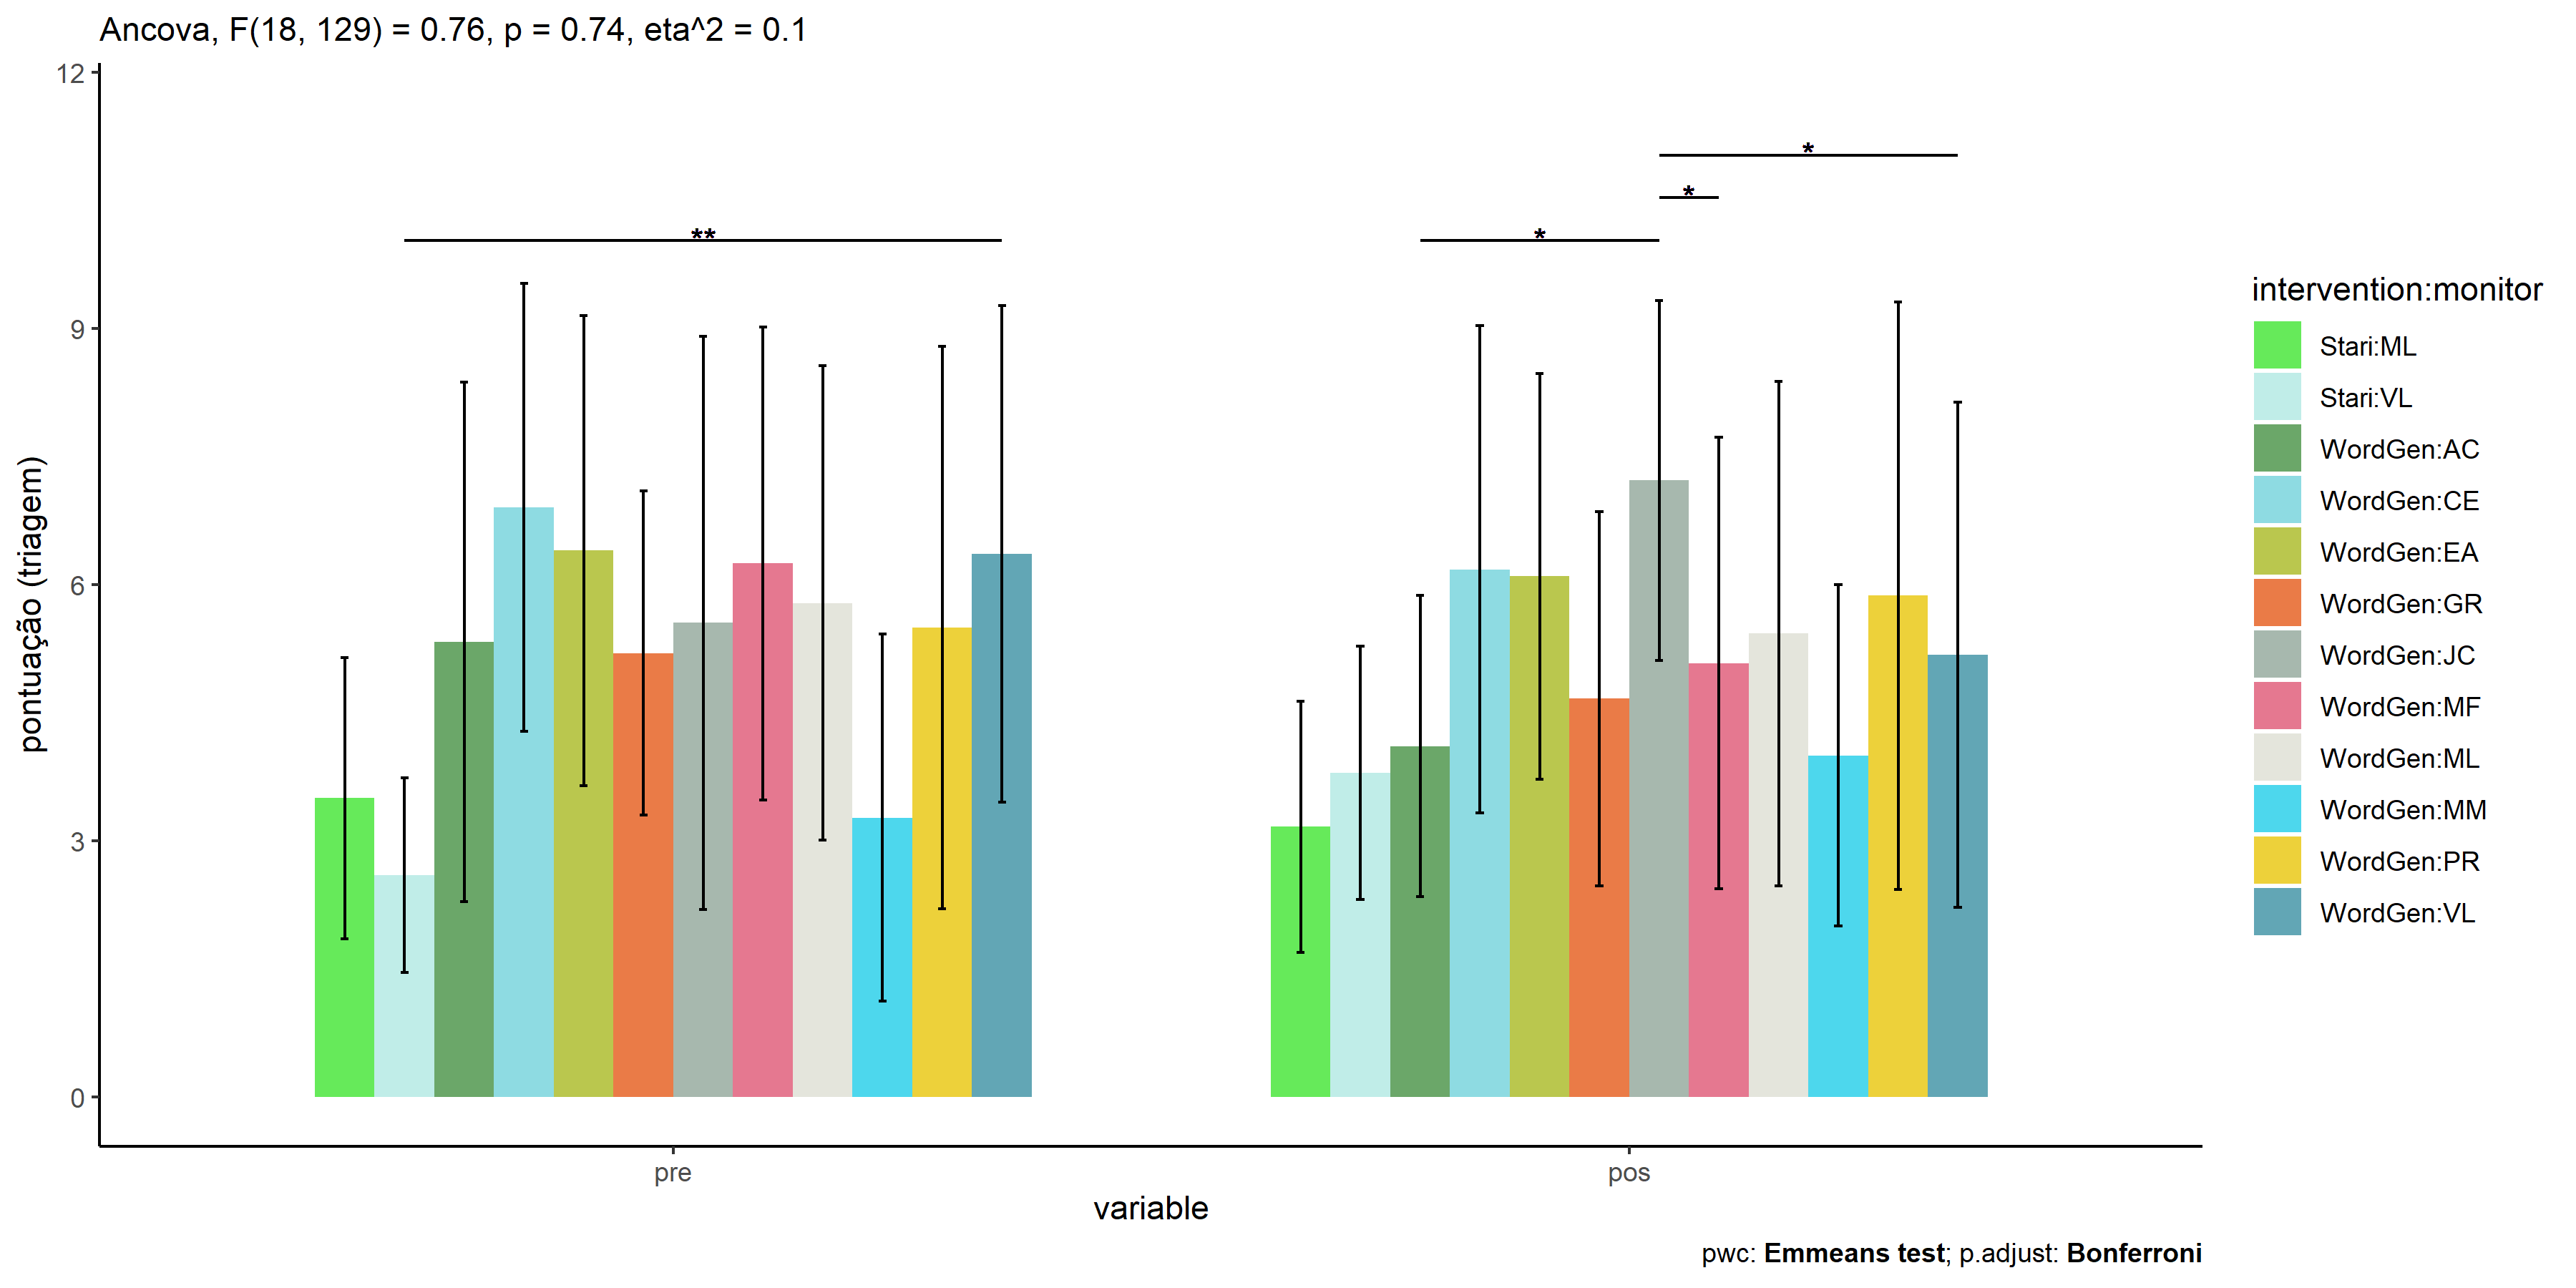 Ancova, F(18, 129) = 0.76, p = 0.74, eta^2 = 0.1
12
9
6
3
0
pontuação (triagem)
**
*
*
*
pre
pos
variable
intervention:monitor
Stari:ML
Stari:VL
WordGen:AC
WordGen:CE
WordGen:EA
WordGen:GR
WordGen:JC
WordGen:MF
WordGen:ML
WordGen:MM
WordGen:PR
WordGen:VL
pwc: Emmeans test; p.adjust: Bonferroni